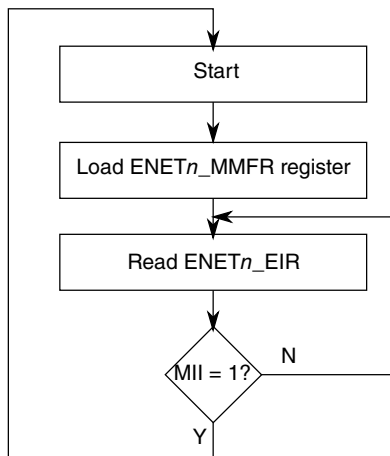 Start
Load ENETn_MMFR register
Read ENETn_EIR
MII = 1?
N
Y